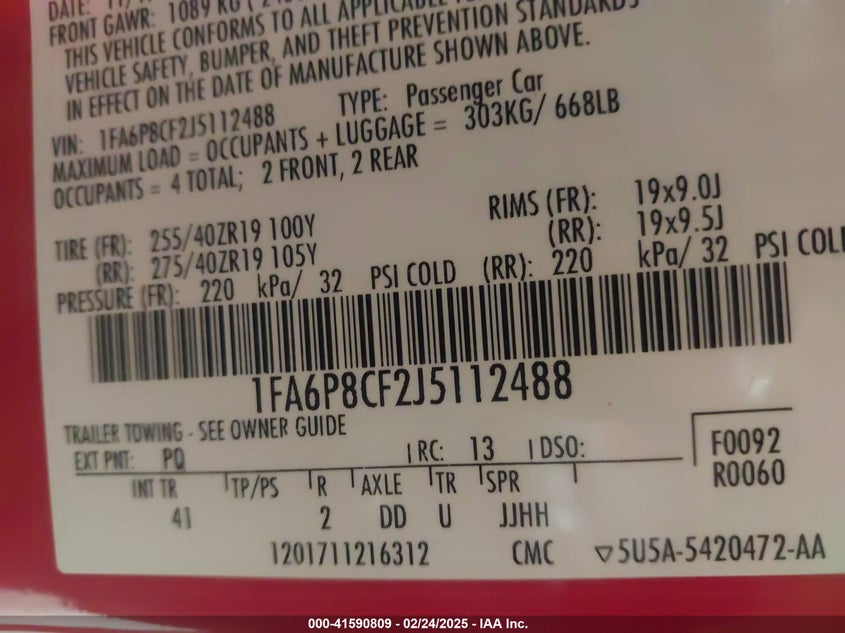 DATE: 11/
FRONT GAWR: 1089 KG
THIS VEHICLE CONFORMS TO ALL APPLICABLE
VEHICLE SAFETY, BUMPER, AND THEFT PREVENTION STANDARDS
IN EFFECT ON THE DATE OF MANUFACTURE SHOWN ABOVE.
VIN: 1FA6P8CF2J5112488 TYPE: Passenger Car
MAXIMUM LOAD = OCCUPANTS + LUGGAGE = 303KG/ 668LB
OCCUPANTS = 4 TOTAL; 2 FRONT, 2 REAR
RIMS (FR): 19x9.0J
TIRE (FR): 255/40ZR19 100Y (RR): 19x9.5J
(RR): 275/40ZR19 105Y
PRESSURE (FR): 220 kPa/ 32 PSI COLD (RR): 220 kPa/ 32 PSI COL
1FA6P8CF2J5112488
TRAILER TOWING - SEE OWNER GUIDE
EXT PNT: PQ RC: 13 DSO: F0092
R0060
INT TR TP/PS R AXLE TR SPR
41 2 DD U JJHH
1201711216312 CMC ▽5U5A-5420472-AA
000-41590809 - 02/24/2025 - IAA Inc.